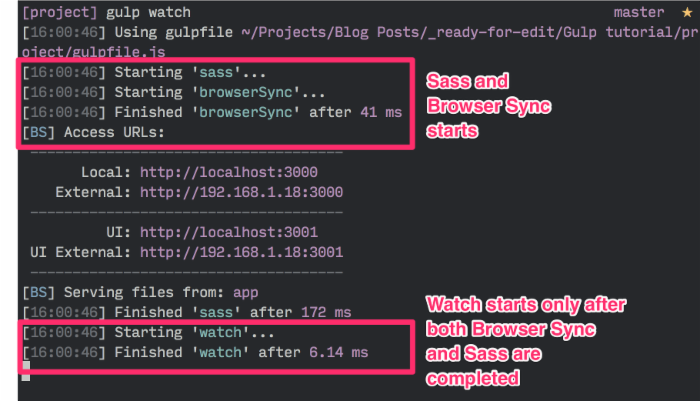 [project] gulp watch master ★
[16:00:46] Using gulpfile ~/Projects/Blog Posts/_ready-for-edit/Gulp tutorial/pr
oject/gulpfile.js
[16:00:46] Starting 'sass'...
[16:00:46] Starting 'browserSync'...
[16:00:46] Finished 'browserSync' after 41 ms
[BS] Access URLs:
Sass and
Browser Sync
starts
--------------------------------------
Local: http://localhost:3000
External: http://192.168.1.18:3000
--------------------------------------
UI: http://localhost:3001
UI External: http://192.168.1.18:3001
--------------------------------------
[BS] Serving files from: app
[16:00:46] Finished 'sass' after 172 ms
[16:00:46] Starting 'watch'...
[16:00:46] Finished 'watch' after 6.14 ms
Watch starts only after
both Browser Sync
and Sass are
completed